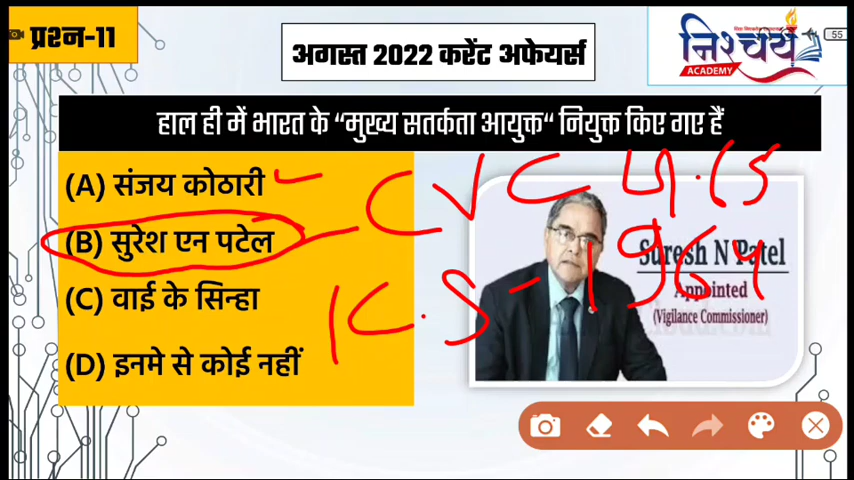 प्रश्न-11
अगस्त 2022 करेंट अफेयर्स
निश्चय
ACADEMY
55
हाल ही में भारत के “मुख्य सतर्कता आयुक्त“ नियुक्त किए गए हैं
(A) संजय कोठारी
(B) सुरेश एन पटेल
(C) वाई के सिन्हा
(D) इनमे से कोई नहीं
CVC
Suresh N Patel
Appointed
(Vigilance Commissioner)
1964